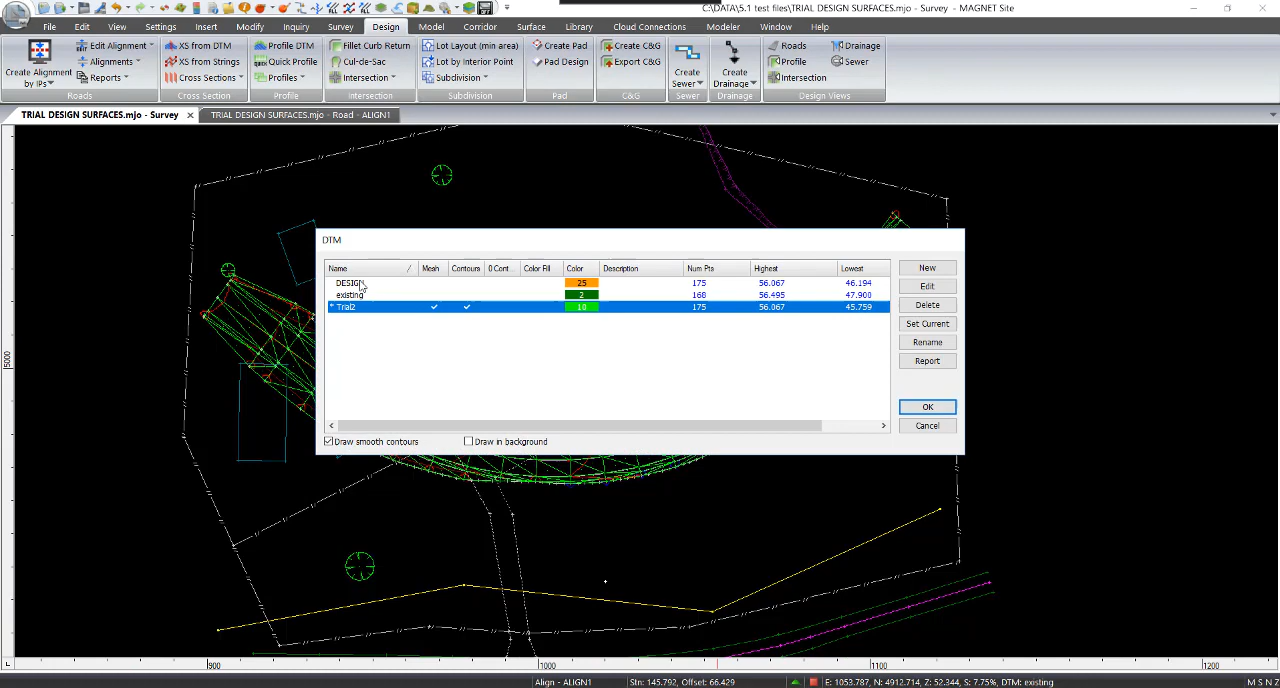 C:\DATA\5.1 test files\TRIAL DESIGN SURFACES.mjo - Survey - MAGNET Site
File Edit View Settings Insert Modify Inquiry Survey Design Model Corridor Surface Utilities Cloud Connections Modeler Window Help
Create Alignment by IPs
Edit Alignment
Alignments
Reports
Roads
XS from DTM
XS from Strings
Cross Sections
Cross Section
Profile DTM
Quick Profile
Profiles
Profile
Fillet Curb Return
Cul-de-Sac
Intersection
Intersection
Lot Layout (min area)
Lot by Interior Point
Subdivision
Subdivision
Create Pad
Pad Design
Pad
Create C&G
Export C&G
C&G
Create Sewer
Sewer
Create Drainage
Drainage
Roads
Profile
Intersection
Drainage
Sewer
Design Views
TRIAL DESIGN SURFACES.mjo - Survey
TRIAL DESIGN SURFACES.mjo - Road - ALIGN1
DTM
Name / Mesh Contours 0 Cont... Color Fill Color Description Num Pts Highest Lowest
DESIGN 25 175 56.067 46.194
existing 2 168 56.495 47.900
* Trial2 10 175 56.067 45.759
New
Edit
Delete
Set Current
Rename
Report
OK
Cancel
Draw smooth contours
Draw in background
5000
900 1000 1100 1200
Align - ALIGN1 Stn: 145.792, Offset: 66.429 E: 1053.787, N: 4912.714, Z: 52.344, S: 7.75%, DTM: existing M S N Z